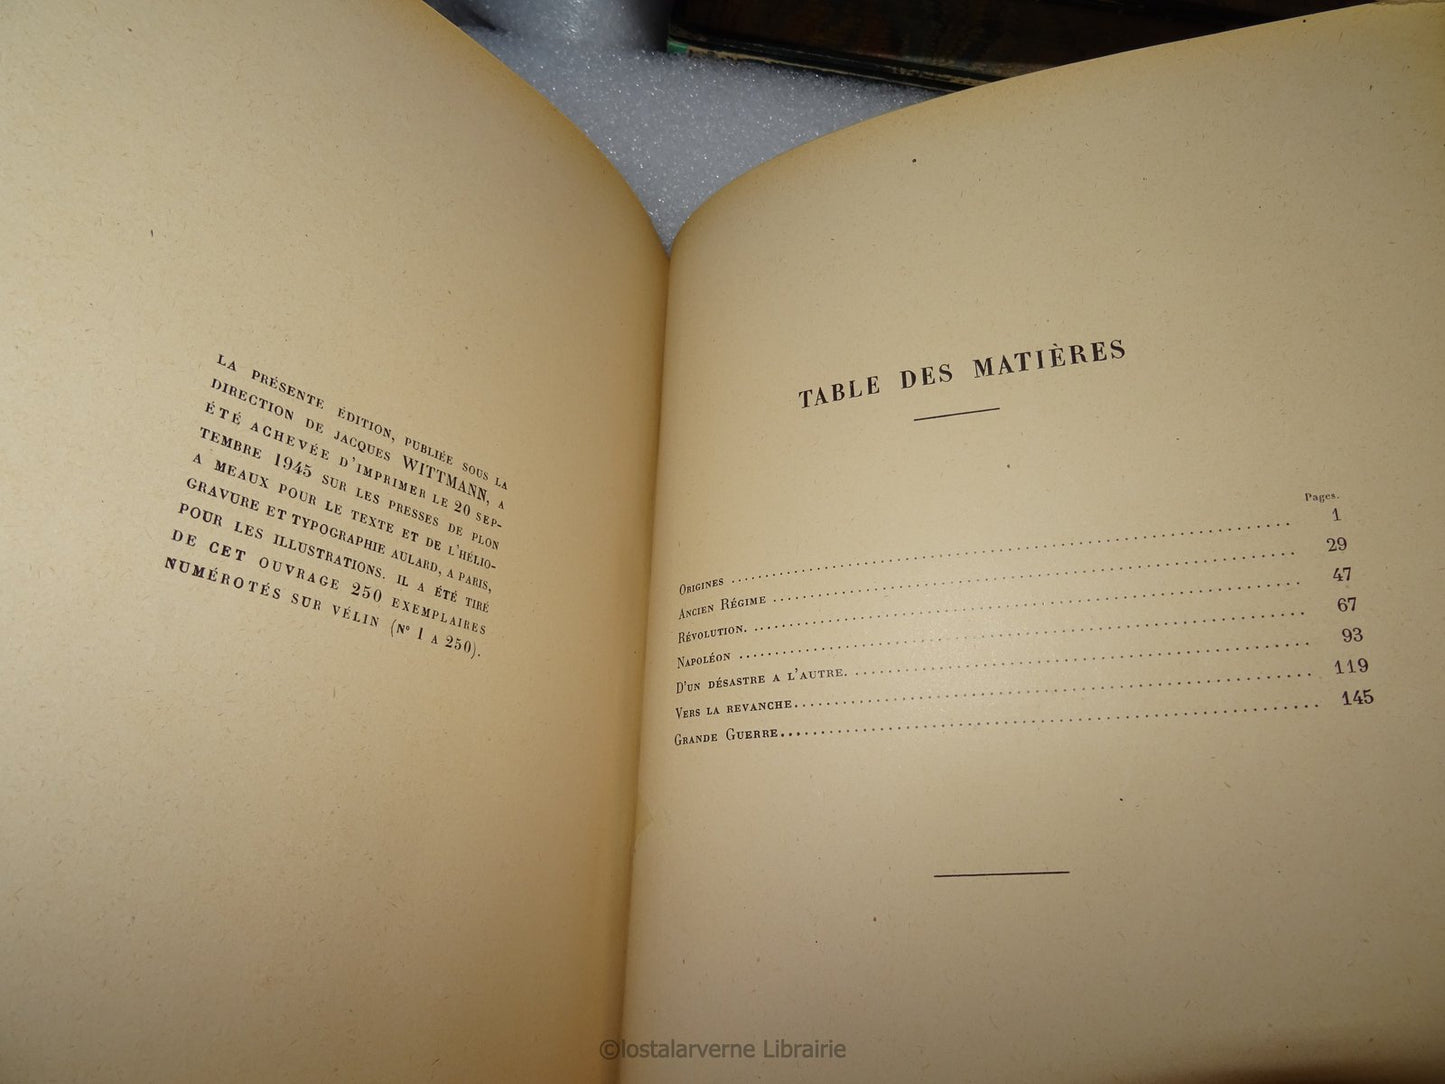 LA PRÉSENTE ÉDITION, PUBLIÉE SOUS LA
DIRECTION DE JACQUES WITTMANN, A
ÉTÉ ACHEVÉE D'IMPRIMER LE 20 SEP-
TEMBRE 1945 SUR LES PRESSES DE PLON
A MEAUX POUR LE TEXTE ET DE L'HÉLIO-
GRAVURE ET TYPOGRAPHIE AULARD, A PARIS,
POUR LES ILLUSTRATIONS. IL A ÉTÉ TIRÉ
DE CET OUVRAGE 250 EXEMPLAIRES
NUMÉROTÉS SUR VÉLIN (N° 1 A 250).
TABLE DES MATIÈRES
Pages.
ORIGINES .......... 1
ANCIEN RÉGIME .......... 29
RÉVOLUTION. .......... 47
NAPOLÉON .......... 67
D'UN DÉSASTRE A L'AUTRE. .......... 93
VERS LA REVANCHE .......... 119
GRANDE GUERRE .......... 145
©lostalarverne Librairie